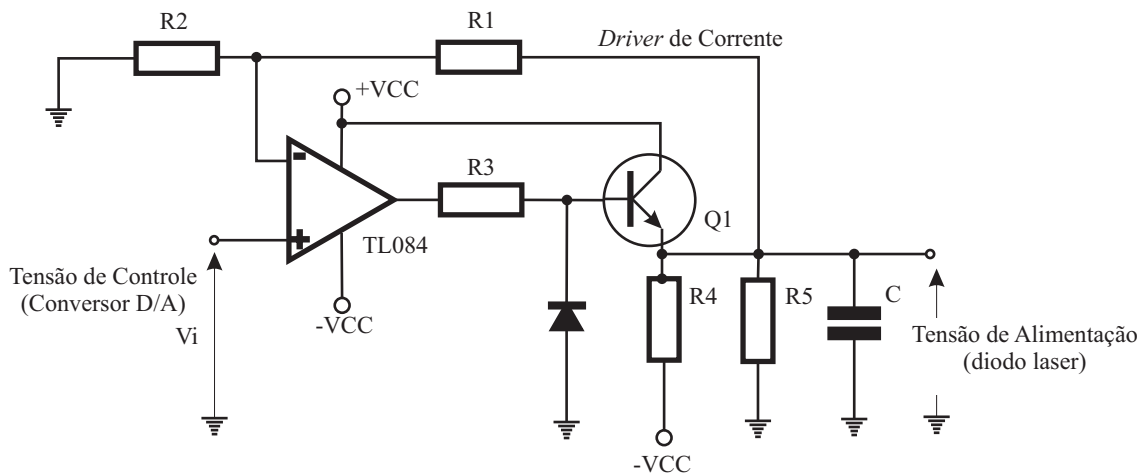 R2
R1
Driver de Corrente
+VCC
-
R3
Q1
+
TL084
Tensão de Controle
(Conversor D/A)
Vi
-VCC
R4
R5
C
Tensão de Alimentação
(diodo laser)
-VCC